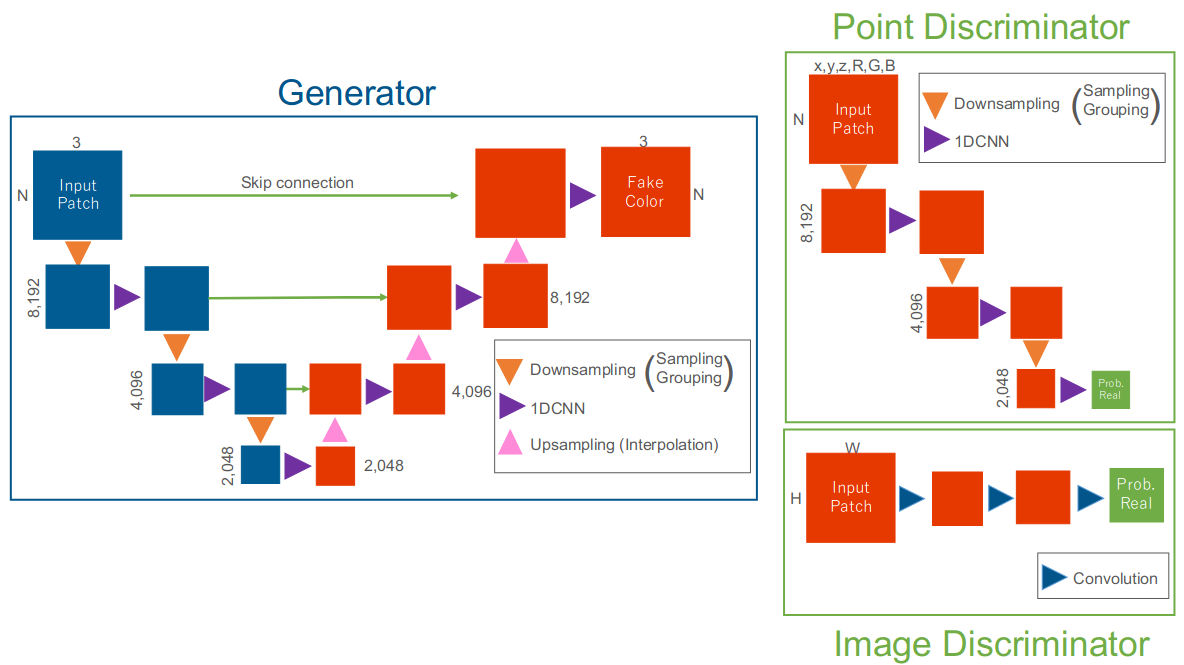 Generator
3
N
Input
Patch
Skip connection
3
Fake
Color
N
8,192
8,192
4,096
4,096
2,048
2,048
Downsampling (Sampling
Grouping)
1DCNN
Upsampling (Interpolation)
Point Discriminator
x,y,z,R,G,B
N
Input
Patch
Downsampling (Sampling
Grouping)
1DCNN
8,192
4,096
2,048
Prob.
Real
W
H
Input
Patch
Prob.
Real
Convolution
Image Discriminator